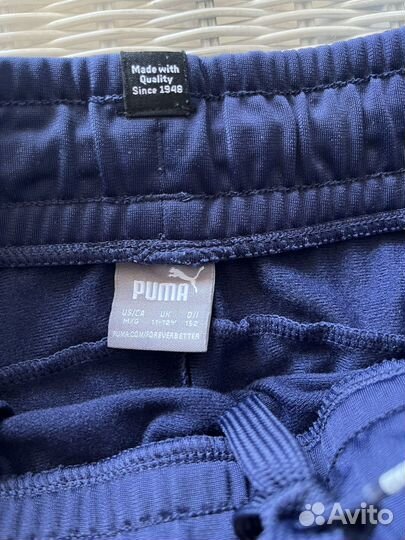 Made with
Quality
Since 1948
PUMA
US/CA UK D/I
M/G 11-12Y 152
PUMA.COM/FOREVERBETTER
Avito